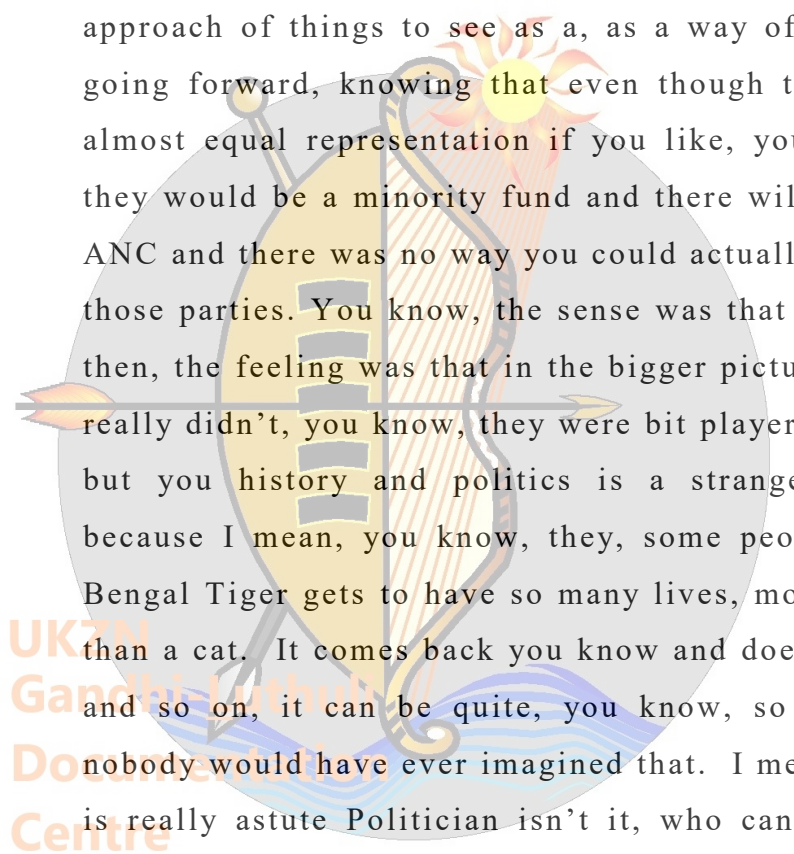 approach of things to see as a, as a way of
going forward, knowing that even though t
almost equal representation if you like, you
they would be a minority fund and there wil
ANC and there was no way you could actuall
those parties. You know, the sense was that
then, the feeling was that in the bigger pictu
really didn't, you know, they were bit player
but you history and politics is a strange
because I mean, you know, they, some peo
Bengal Tiger gets to have so many lives, mo
than a cat. It comes back you know and doe
and so on, it can be quite, you know, so
nobody would have ever imagined that. I me
is really astute Politician isn't it, who can
UKZN
Gandhi-Luthuli
Documentation
Centre